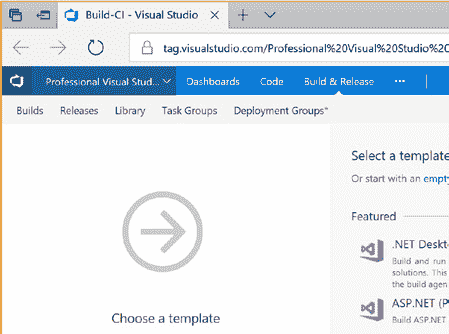 Build-CI - Visual Studio
tag.visualstudio.com/Professional%20Visual%20Studio%20
Professional Visual Stud... Dashboards Code Build & Release ...
Builds Releases Library Task Groups Deployment Groups*
Select a template
Or start with an empty
Featured
.NET Deskt
Build and run
solutions. This
the build agen
ASP.NET (P
Build ASP.NET
Choose a template